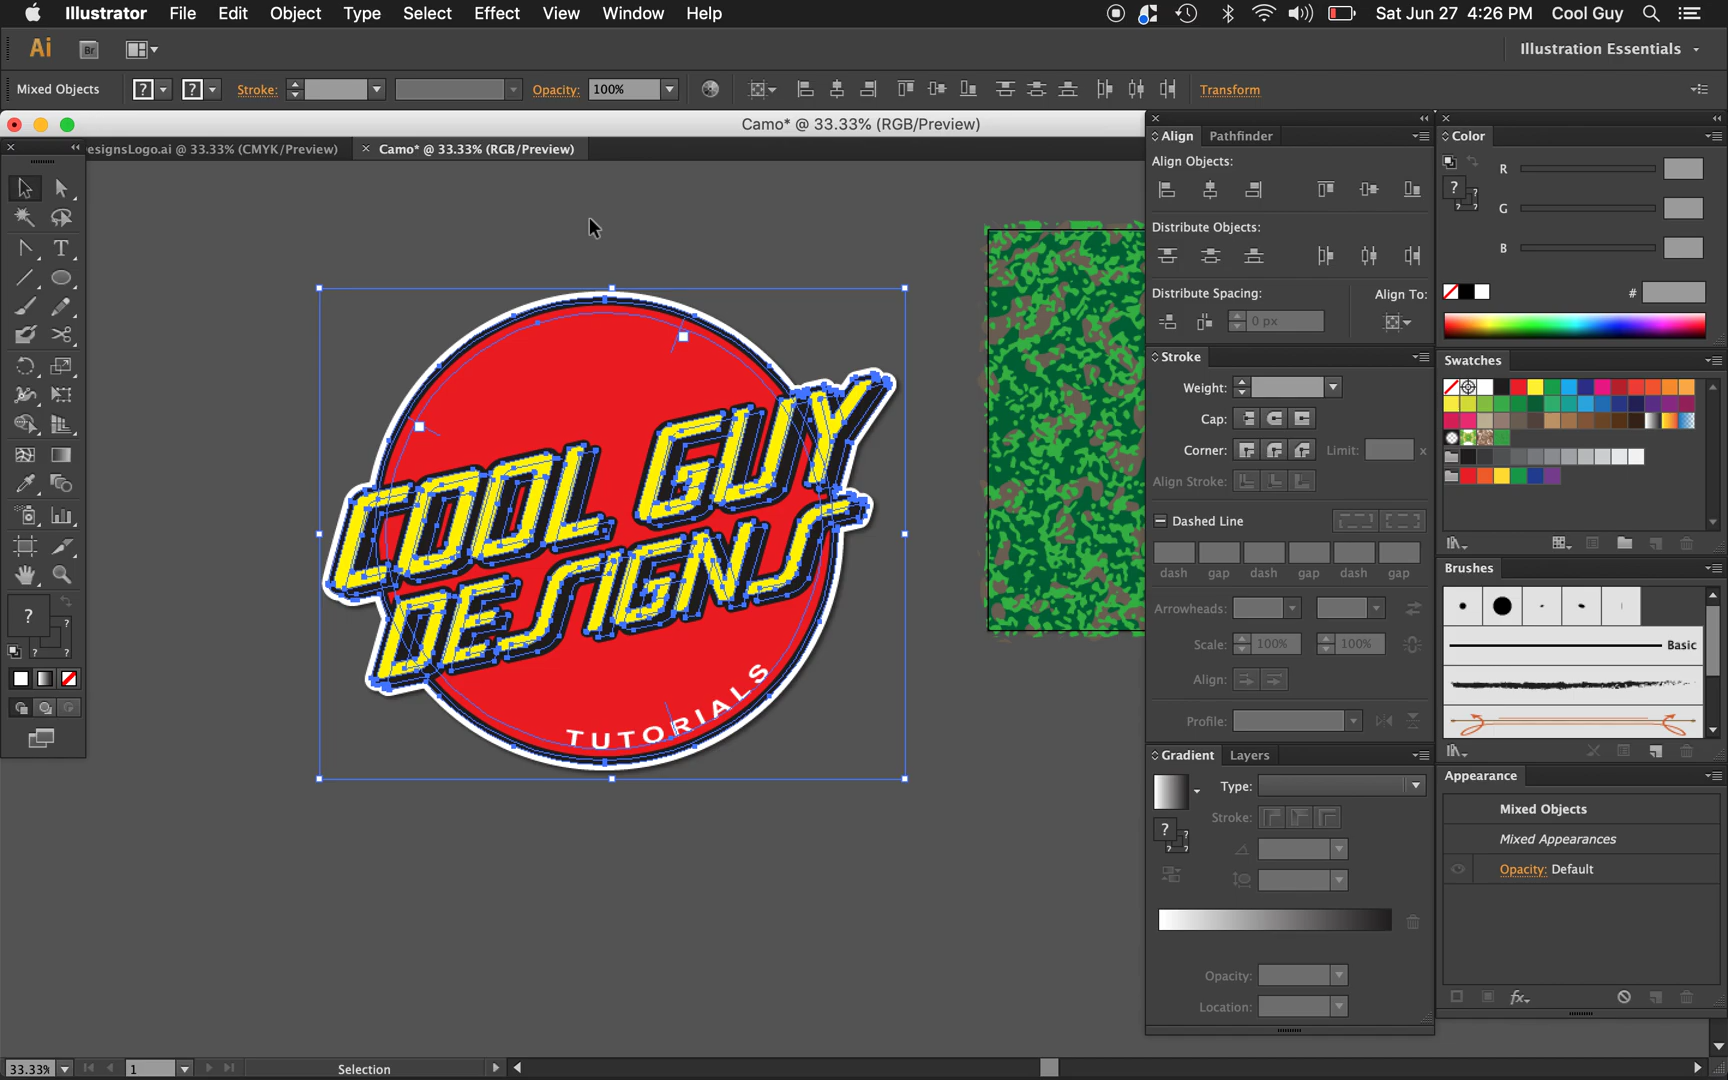 Illustrator File Edit Object Type Select Effect View Window Help Sat Jun 27 4:26 PM Cool Guy
Ai Br Illustration Essentials
Mixed Objects ? ? Stroke: Opacity: 100% Transform
Camo* @ 33.33% (RGB/Preview)
esignsLogo.ai @ 33.33% (CMYK/Preview) × Camo* @ 33.33% (RGB/Preview)
COOL GUY
DESIGNS
TUTORIALS
Align Pathfinder
Align Objects:
Distribute Objects:
Distribute Spacing: Align To:
0 px
Stroke
Weight:
Cap:
Corner: Limit: x
Align Stroke:
Dashed Line
dash gap dash gap dash gap
Arrowheads:
Scale: 100% 100%
Align:
Profile:
Gradient Layers
Type:
Stroke:
Opacity:
Location:
Color
R
G
B
#
Swatches
Brushes
Basic
Appearance
Mixed Objects
Mixed Appearances
Opacity: Default
fx
33.33% 1 Selection